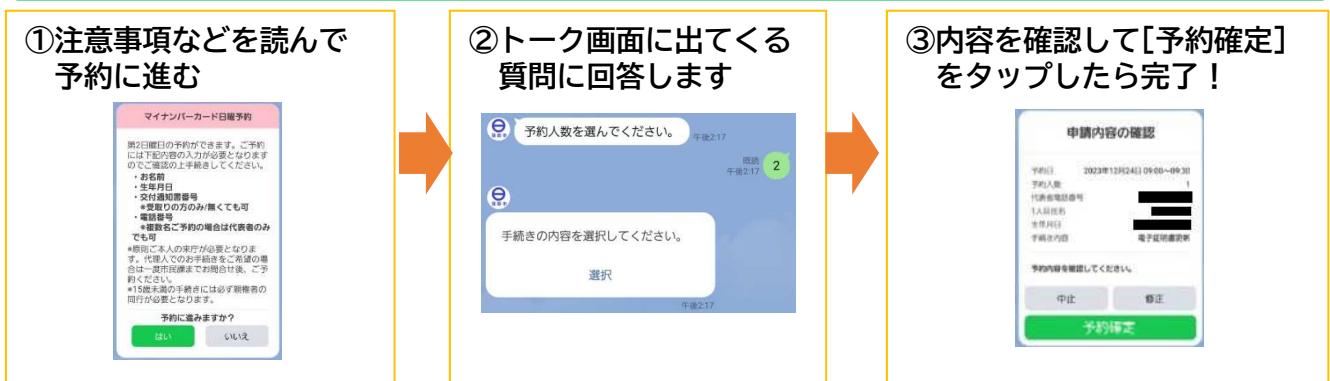 ①注意事項などを読んで
予約に進む
マイナンバーカード日曜予約
第2日曜日の予約ができます。ご予約
には下記内容の入力が必要となります
のでご確認の上手続きしてください。
・お名前
・生年月日
・交付通知書番号
*受取りの方のみ/無くても可
・電話番号
*複数名ご予約の場合は代表者のみ
でも可
*原則ご本人の来庁が必要となりま
す。代理人でのお手続きをご希望の場
合は一度市民課までお問合せ後、ご予
約ください。
*15歳未満の手続きには必ず親権者の
同行が必要となります。
予約に進みますか?
はい いいえ
②トーク画面に出てくる
質問に回答します
予約人数を選んでください。 午後2:17
既読
午後2:17 2
手続きの内容を選択してください。
選択
午後2:17
③内容を確認して[予約確定]
をタップしたら完了!
申請内容の確認
予約日 2023年12月24日 09:00~09:30
予約人数 1
代表者電話番号
1人目氏名
生年月日
手続き内容 電子証明書更新
予約内容を確認してください。
中止 修正
予約確定